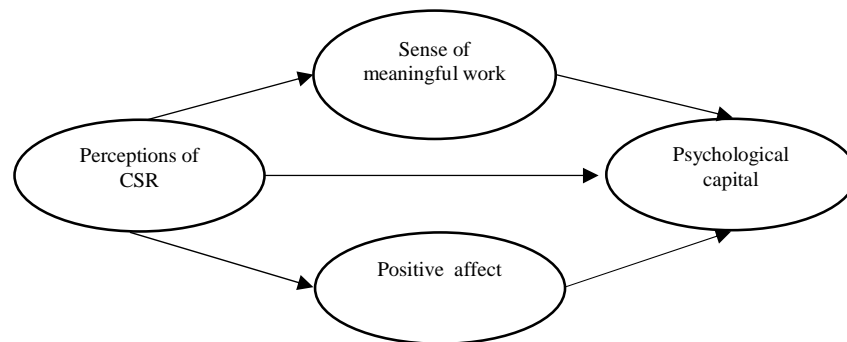 Sense of
meaningful work
Perceptions of
CSR
Psychological
capital
Positive affect